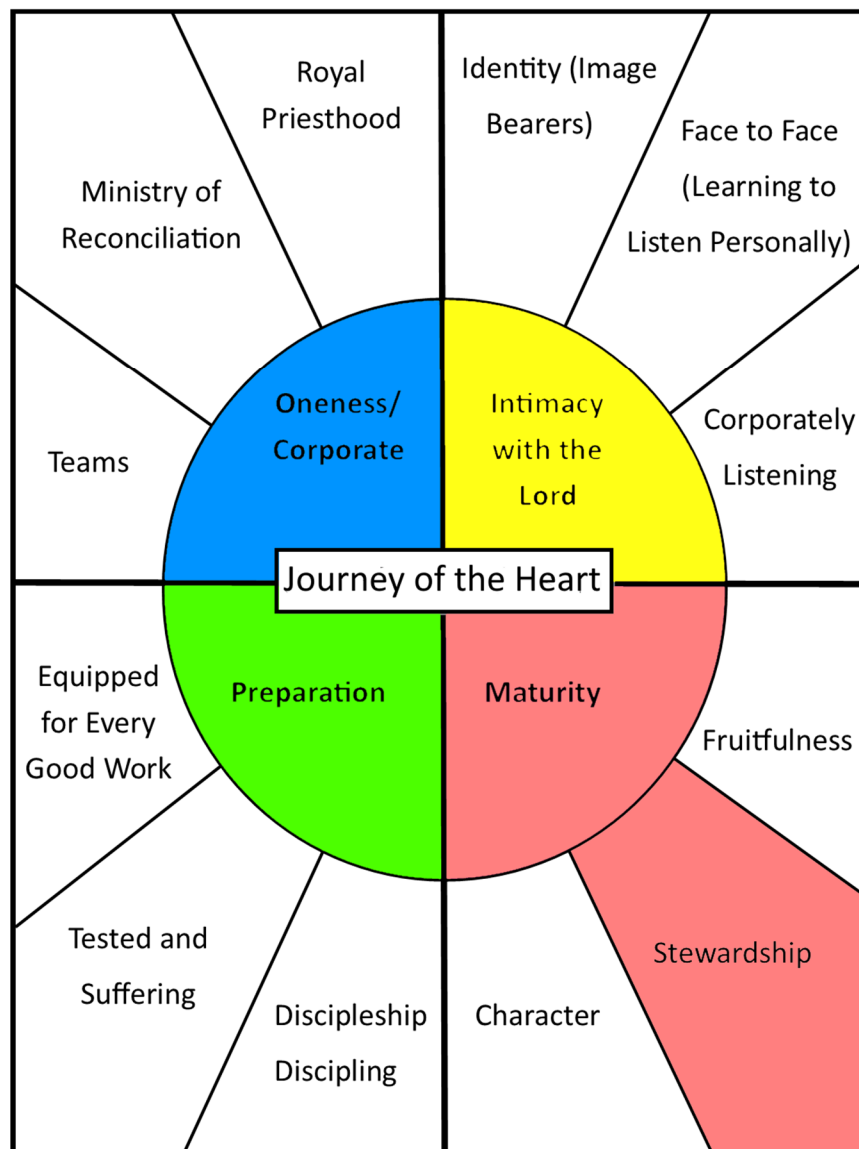 Royal
Priesthood
Identity (Image
Bearers)
Face to Face
(Learning to
Listen Personally)
Ministry of
Reconciliation
Oneness/
Corporate
Intimacy
with the
Lord
Corporately
Listening
Teams
Journey of the Heart
Equipped
for Every
Good Work
Preparation
Maturity
Fruitfulness
Tested and
Suffering
Discipleship
Discipling
Character
Stewardship